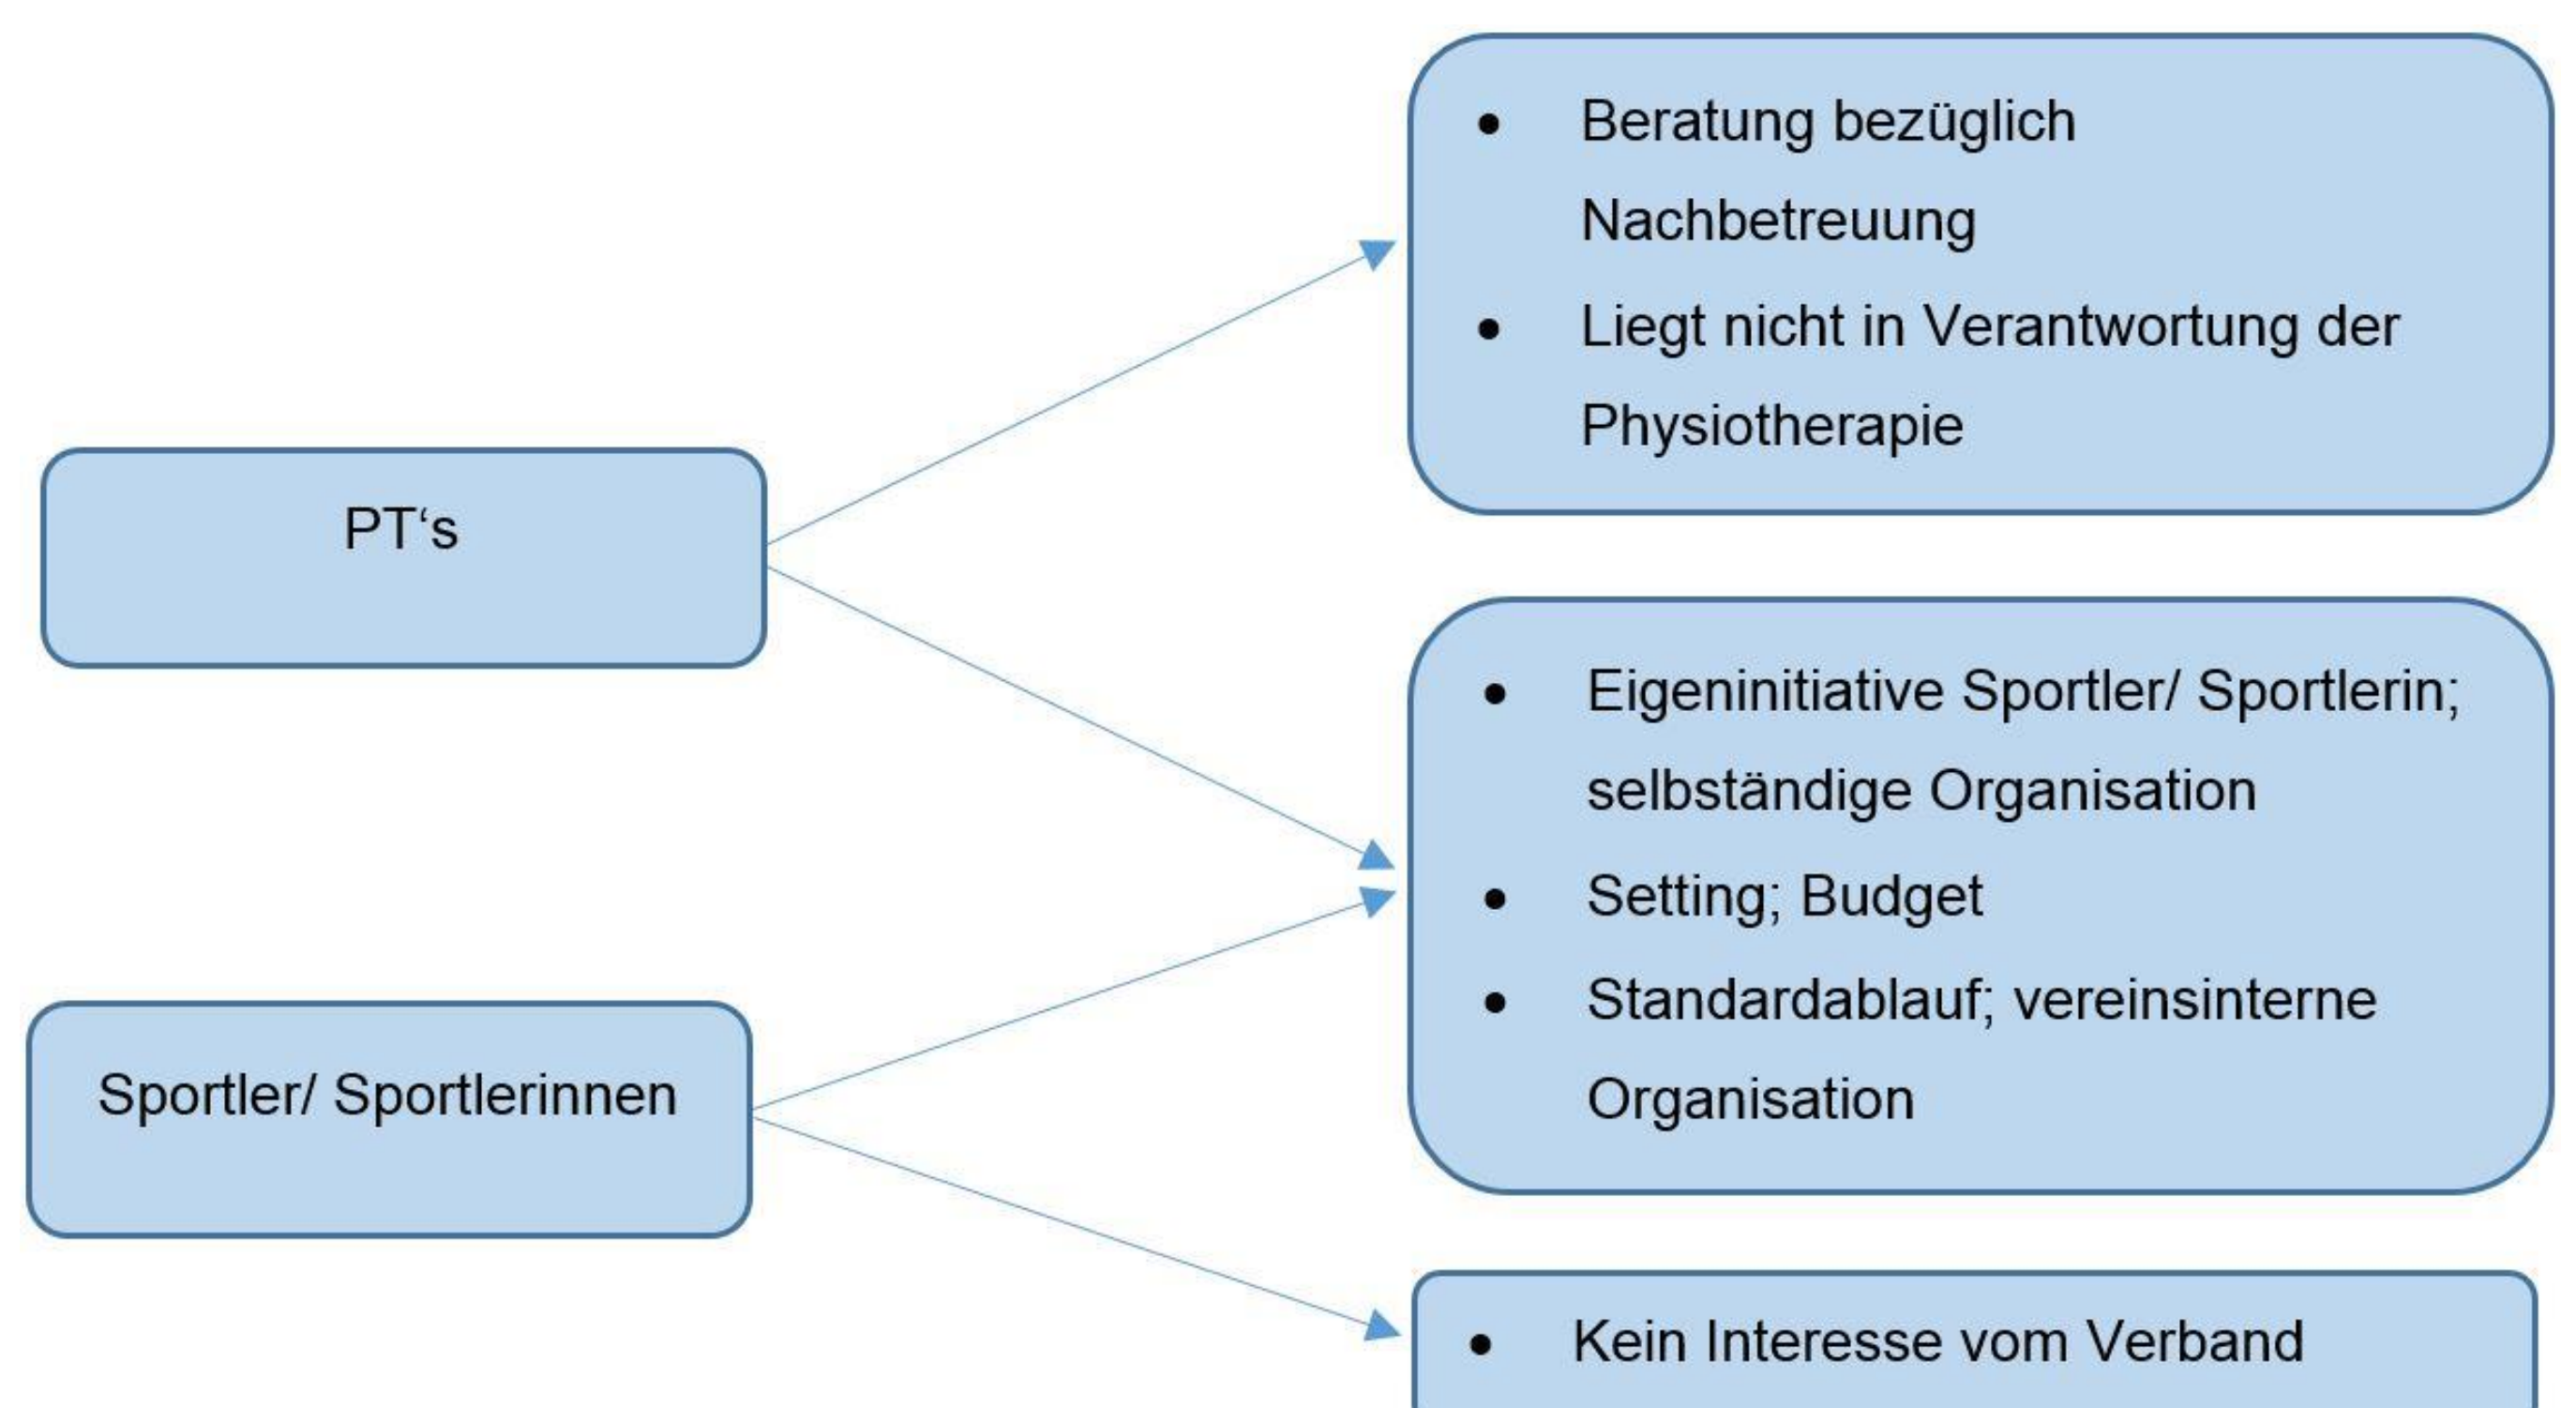 • Beratung bezüglich
Nachbetreuung
• Liegt nicht in Verantwortung der
Physiotherapie
PT‘s
• Eigeninitiative Sportler/ Sportlerin;
selbständige Organisation
• Setting; Budget
• Standardablauf; vereinsinterne
Organisation
Sportler/ Sportlerinnen
• Kein Interesse vom Verband